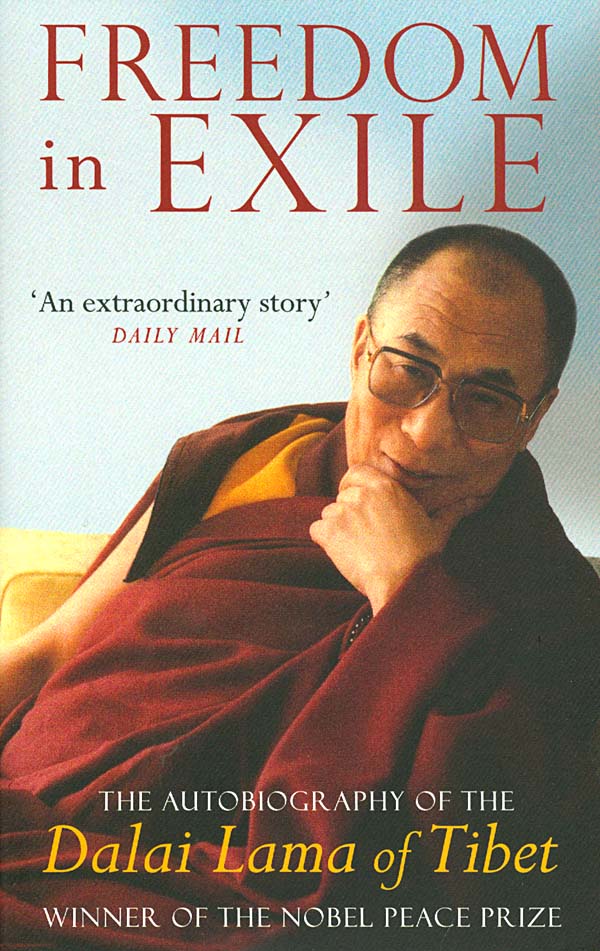 FREEDOM
in EXILE
‘An extraordinary story’
DAILY MAIL
THE AUTOBIOGRAPHY OF THE
Dalai Lama of Tibet
WINNER OF THE NOBEL PEACE PRIZE